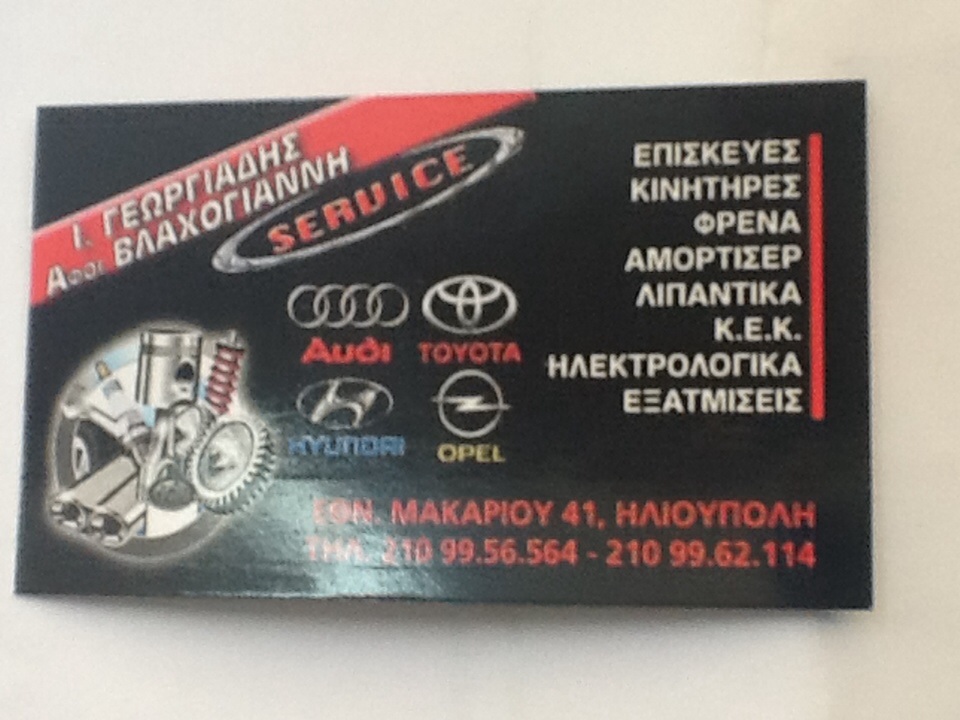 Ι. ΓΕΩΡΓΙΑΔΗΣ
Αφοι ΒΛΑΧΟΓΙΑΝΝΗ
SERVICE
Audi
TOYOTA
HYUNDAI
OPEL
ΕΠΙΣΚΕΥΕΣ
ΚΙΝΗΤΗΡΕΣ
ΦΡΕΝΑ
ΑΜΟΡΤΙΣΕΡ
ΛΙΠΑΝΤΙΚΑ
Κ.Ε.Κ.
ΗΛΕΚΤΡΟΛΟΓΙΚΑ
ΕΞΑΤΜΙΣΕΙΣ
ΕΘΝ. ΜΑΚΑΡΙΟΥ 41, ΗΛΙΟΥΠΟΛΗ
ΤΗΛ. 210 99.56.564 - 210 99.62.114